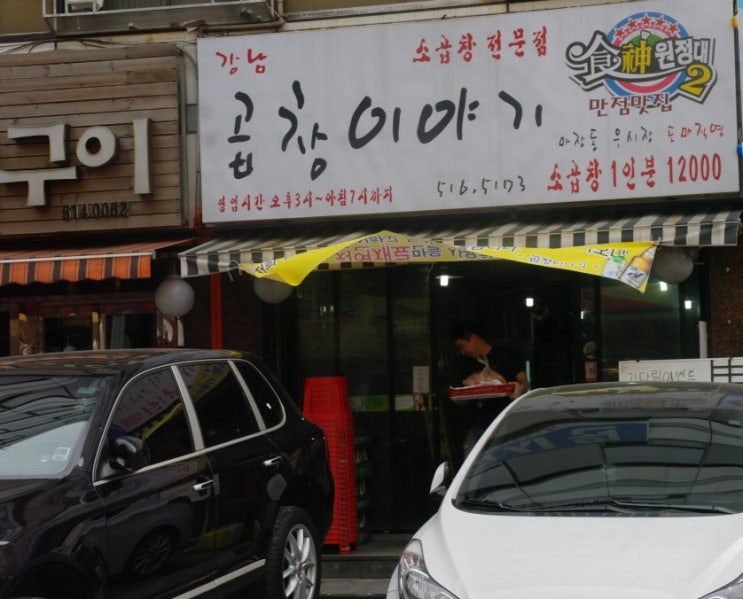 강남
소곱창 전문점
곱창이야기
食神원정대2
만점맛집
마장동 우시장 도매직영
영업시간 오후3시~아침7시까지
516.5173
소곱창 1인분 12000
구이
514.0062